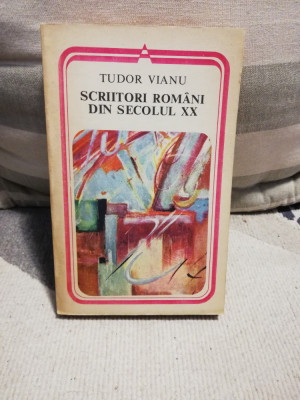 TUDOR VIANU
SCRIITORI ROMÂNI
DIN SECOLUL XX